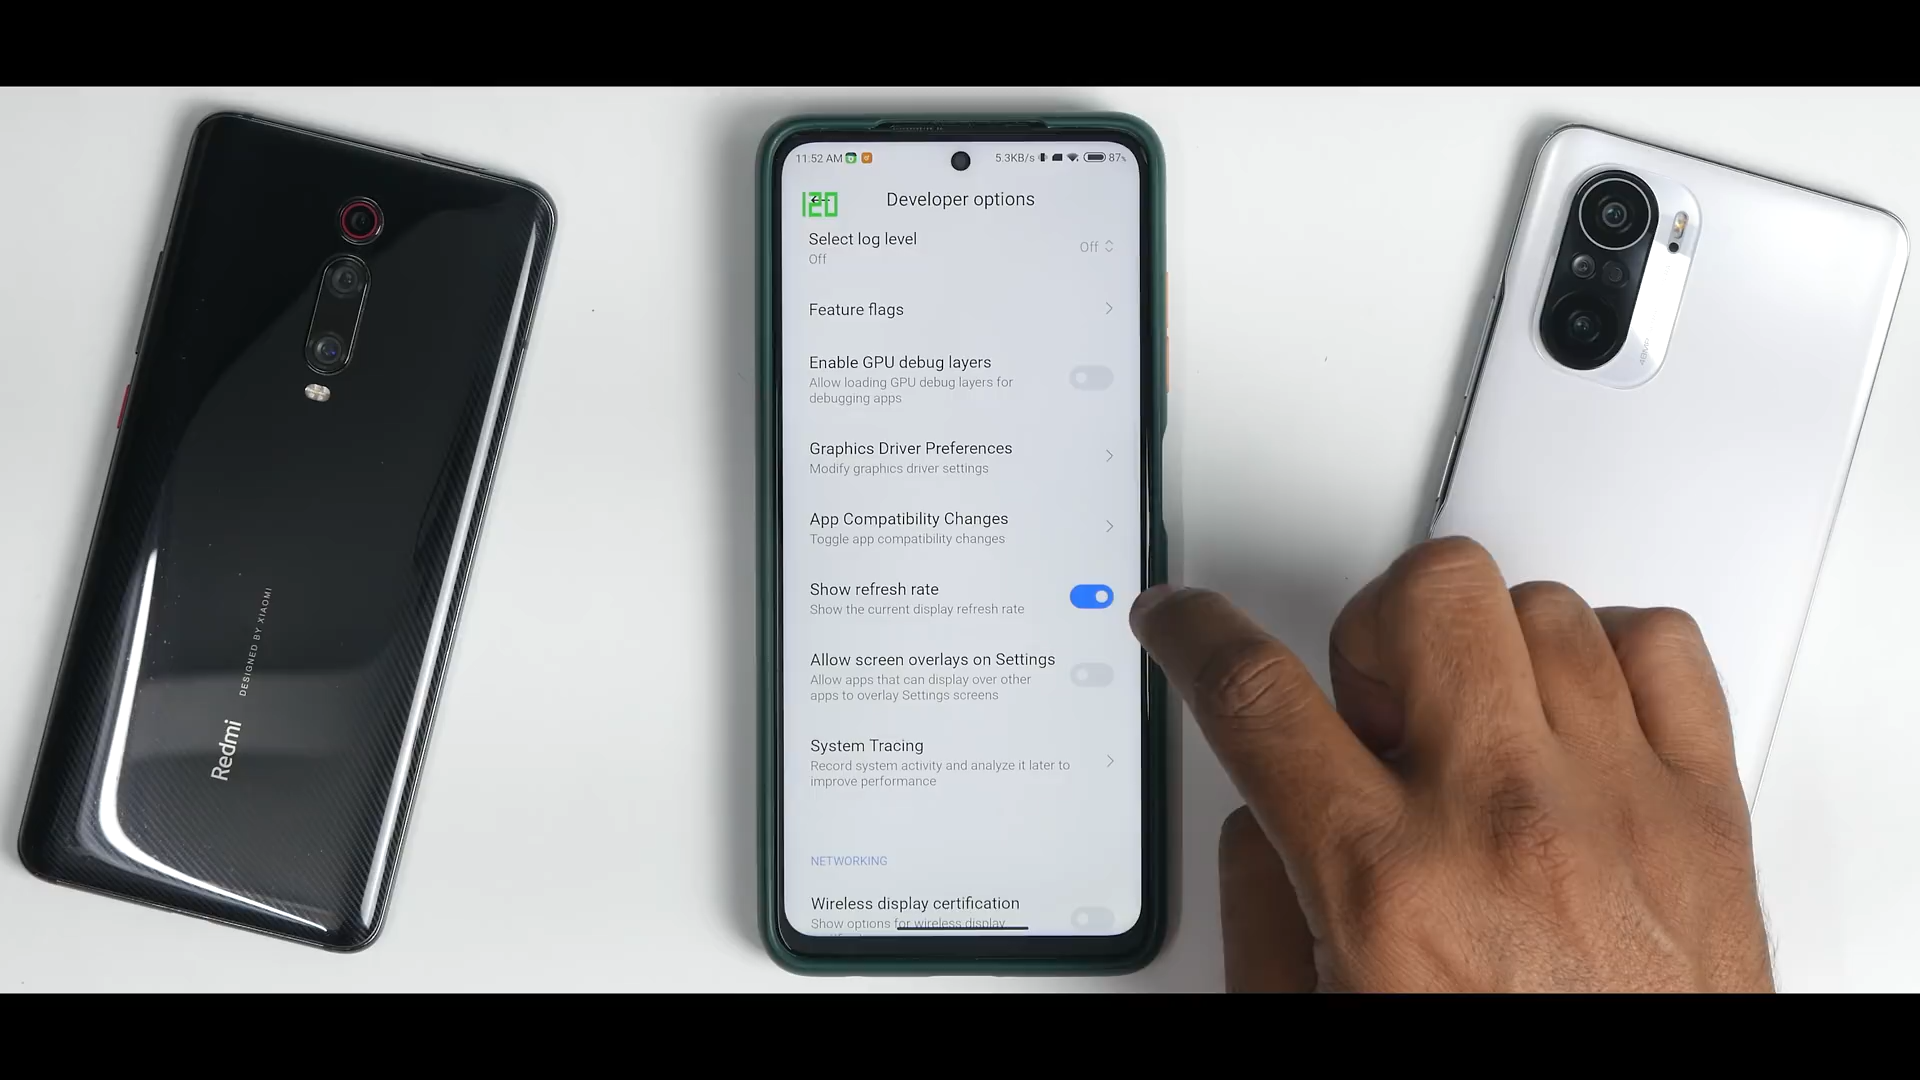 11:52 AM
5.3KB/s
87%
120
Developer options
Select log level
Off
Off
Feature flags
Enable GPU debug layers
Allow loading GPU debug layers for
debugging apps
Graphics Driver Preferences
Modify graphics driver settings
App Compatibility Changes
Toggle app compatibility changes
Show refresh rate
Show the current display refresh rate
Allow screen overlays on Settings
Allow apps that can display over other
apps to overlay Settings screens
System Tracing
Record system activity and analyze it later to
improve performance
NETWORKING
Wireless display certification
Show options for wireless display
Redmi
DESIGNED BY XIAOMI
48MP